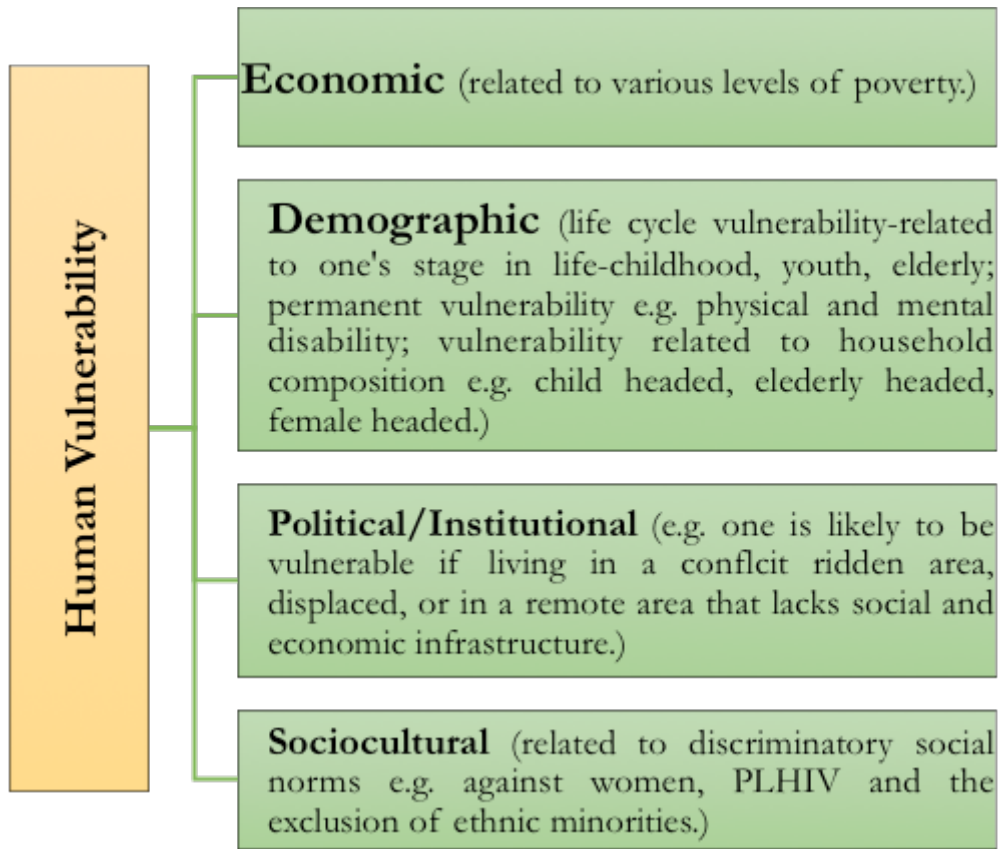 Human Vulnerability
Economic (related to various levels of poverty.)
Demographic (life cycle vulnerability-related
to one's stage in life-childhood, youth, elderly;
permanent vulnerability e.g. physical and mental
disability; vulnerability related to household
composition e.g. child headed, elederly headed,
female headed.)
Political/Institutional (e.g. one is likely to be
vulnerable if living in a conflcit ridden area,
displaced, or in a remote area that lacks social and
economic infrastructure.)
Sociocultural (related to discriminatory social
norms e.g. against women, PLHIV and the
exclusion of ethnic minorities.)